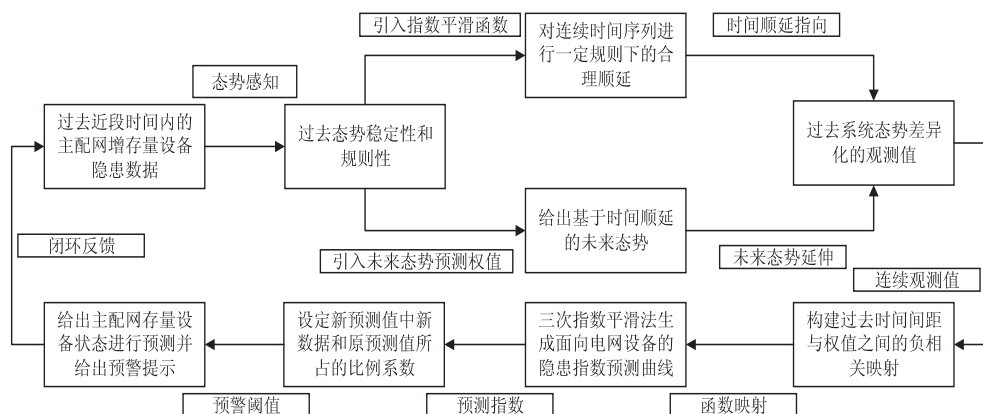 引入指数平滑函数
对连续时间序列进
行一定规则下的合
理顺延
时间顺延指向
态势感知
过去近段时间内的
主配网增存量设备
隐患数据
过去态势稳定性和
规则性
过去系统态势差异
化的观测值
给出基于时间顺延
的未来态势
闭环反馈
引入未来态势预测权值
未来态势延伸
连续观测值
给出主配网存量设
备状态进行预测并
给出预警提示
设定新预测值中新
数据和原预测值所
占的比例系数
三次指数平滑法生
成面向电网设备的
隐患指数预测曲线
构建过去时间间距
与权值之间的负相
关映射
预警阈值
预测指数
函数映射